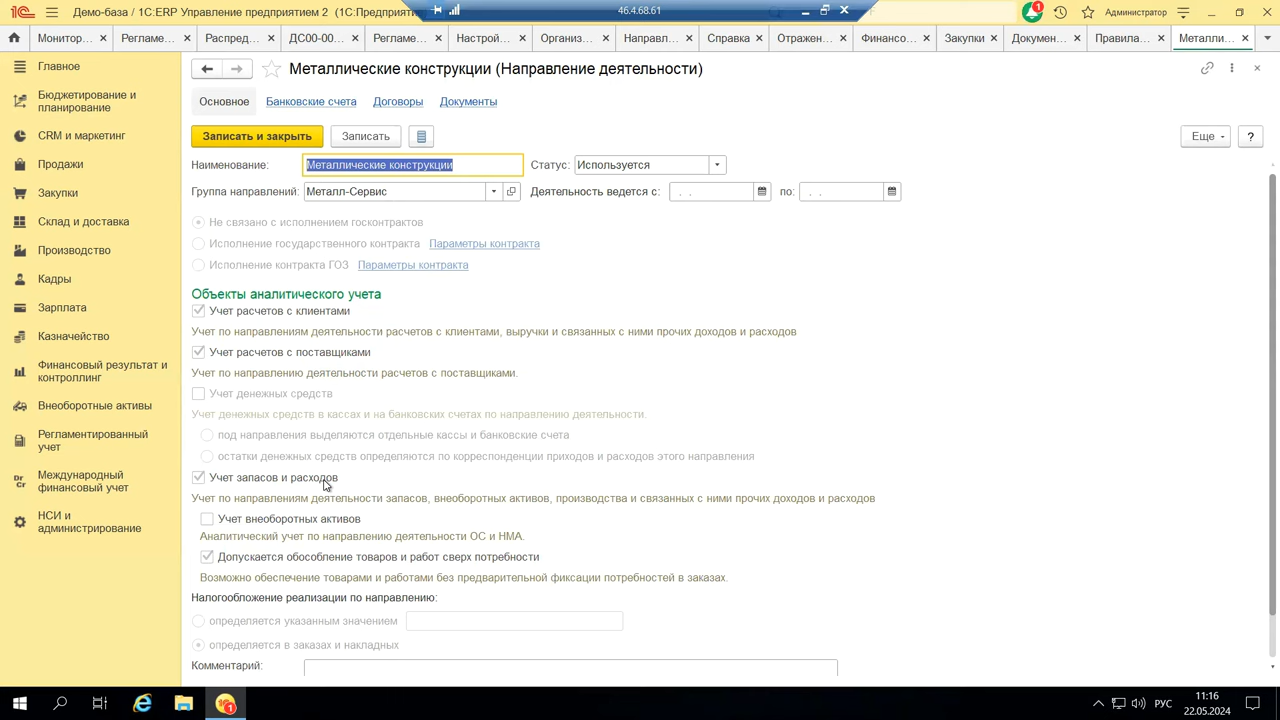 Демо-база / 1С:ERP Управление предприятием 2 (1С:Предприят
46.4.68.61
1
Администратор
Монитор...
Регламе...
Распред...
ДС00-00...
Регламе...
Настрой...
Организ...
Направл...
Справка
Отражен...
Финансо...
Закупки
Докумен...
Правила...
Металли...
Главное
Бюджетирование и
планирование
CRM и маркетинг
Продажи
Закупки
Склад и доставка
Производство
Кадры
Зарплата
Казначейство
Финансовый результат и
контроллинг
Внеоборотные активы
Регламентированный
учет
Международный
финансовый учет
НСИ и
администрирование
Металлические конструкции (Направление деятельности)
Основное
Банковские счета
Договоры
Документы
Записать и закрыть
Записать
Еще
?
Наименование: Металлические конструкции Статус: Используется
Группа направлений: Металл-Сервис Деятельность ведется с: . . по: . .
Не связано с исполнением госконтрактов
Исполнение государственного контракта Параметры контракта
Исполнение контракта ГОЗ Параметры контракта
Объекты аналитического учета
Учет расчетов с клиентами
Учет по направлениям деятельности расчетов с клиентами, выручки и связанных с ними прочих доходов и расходов
Учет расчетов с поставщиками
Учет по направлению деятельности расчетов с поставщиками.
Учет денежных средств
Учет денежных средств в кассах и на банковских счетах по направлению деятельности.
под направления выделяются отдельные кассы и банковские счета
остатки денежных средств определяются по корреспонденции приходов и расходов этого направления
Учет запасов и расходов
Учет по направлениям деятельности запасов, внеоборотных активов, производства и связанных с ними прочих доходов и расходов
Учет внеоборотных активов
Аналитический учет по направлению деятельности ОС и НМА.
Допускается обособление товаров и работ сверх потребности
Возможно обеспечение товарами и работами без предварительной фиксации потребностей в заказах.
Налогообложение реализации по направлению:
определяется указанным значением
определяется в заказах и накладных
Комментарий:
1
РУС
11:16
22.05.2024